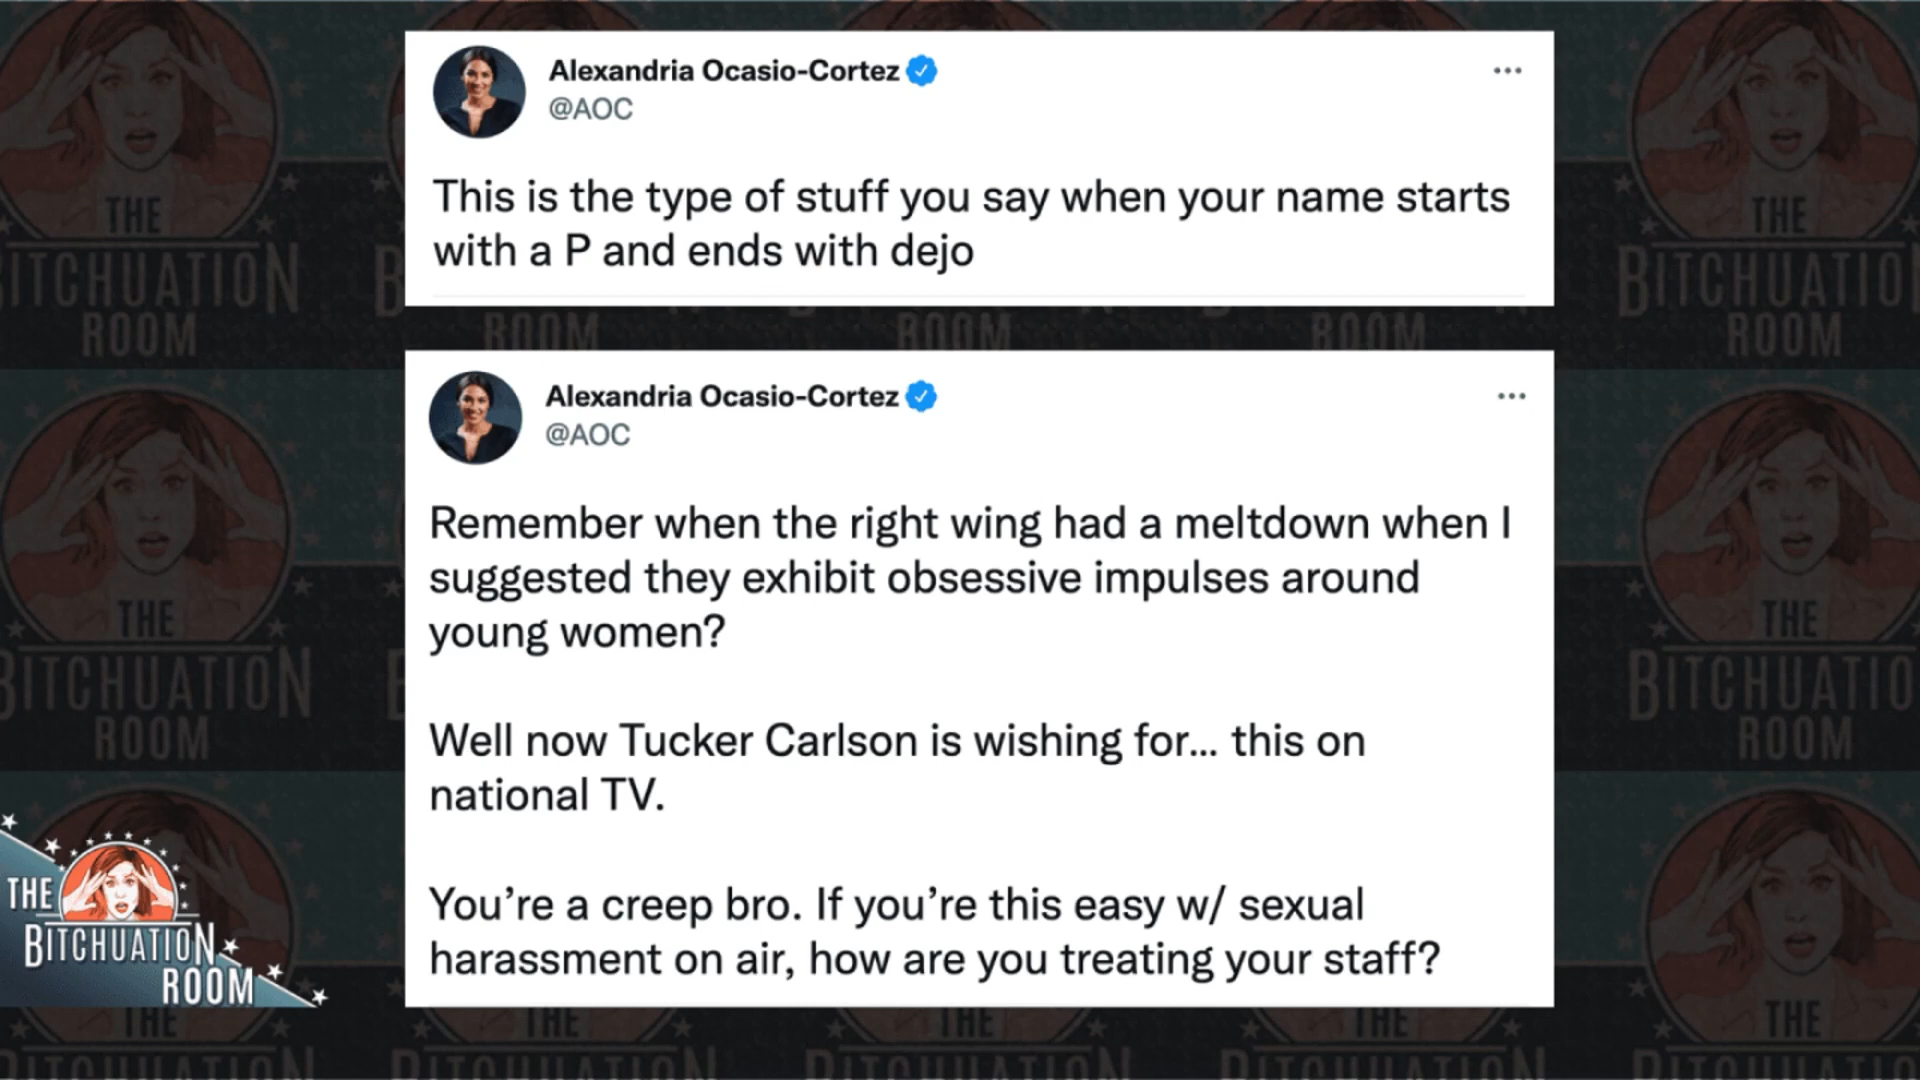 Alexandria Ocasio-Cortez
@AOC
This is the type of stuff you say when your name starts
with a P and ends with dejo
Alexandria Ocasio-Cortez
@AOC
Remember when the right wing had a meltdown when I
suggested they exhibit obsessive impulses around
young women?
Well now Tucker Carlson is wishing for... this on
national TV.
You’re a creep bro. If you’re this easy w/ sexual
harassment on air, how are you treating your staff?
THE
BITCHUATION
ROOM